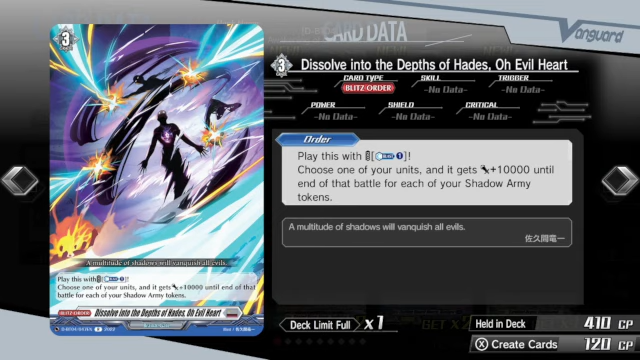 CARD DATA
Vanguard
3
3
Dissolve into the Depths of Hades, Oh Evil Heart
CARD TYPE
SKILL
TRIGGER
BLITZ ORDER
-No Data-
-No Data-
POWER
SHIELD
CRITICAL
-No Data-
-No Data-
-No Data-
Order
Play this with [1]!
Choose one of your units, and it gets +10000 until
end of that battle for each of your Shadow Army
tokens.
A multitude of shadows will vanquish all evils.
佐久間竜一
A multitude of shadows will vanquish all evils.
Play this with [1]!
Choose one of your units, and it gets +10000 until end of that
battle for each of your Shadow Army tokens.
BLITZ ORDER
Dissolve into the Depths of Hades, Oh Evil Heart
Deck Limit Full
x1
Held in Deck
410 CP
X Create Cards
120 CP